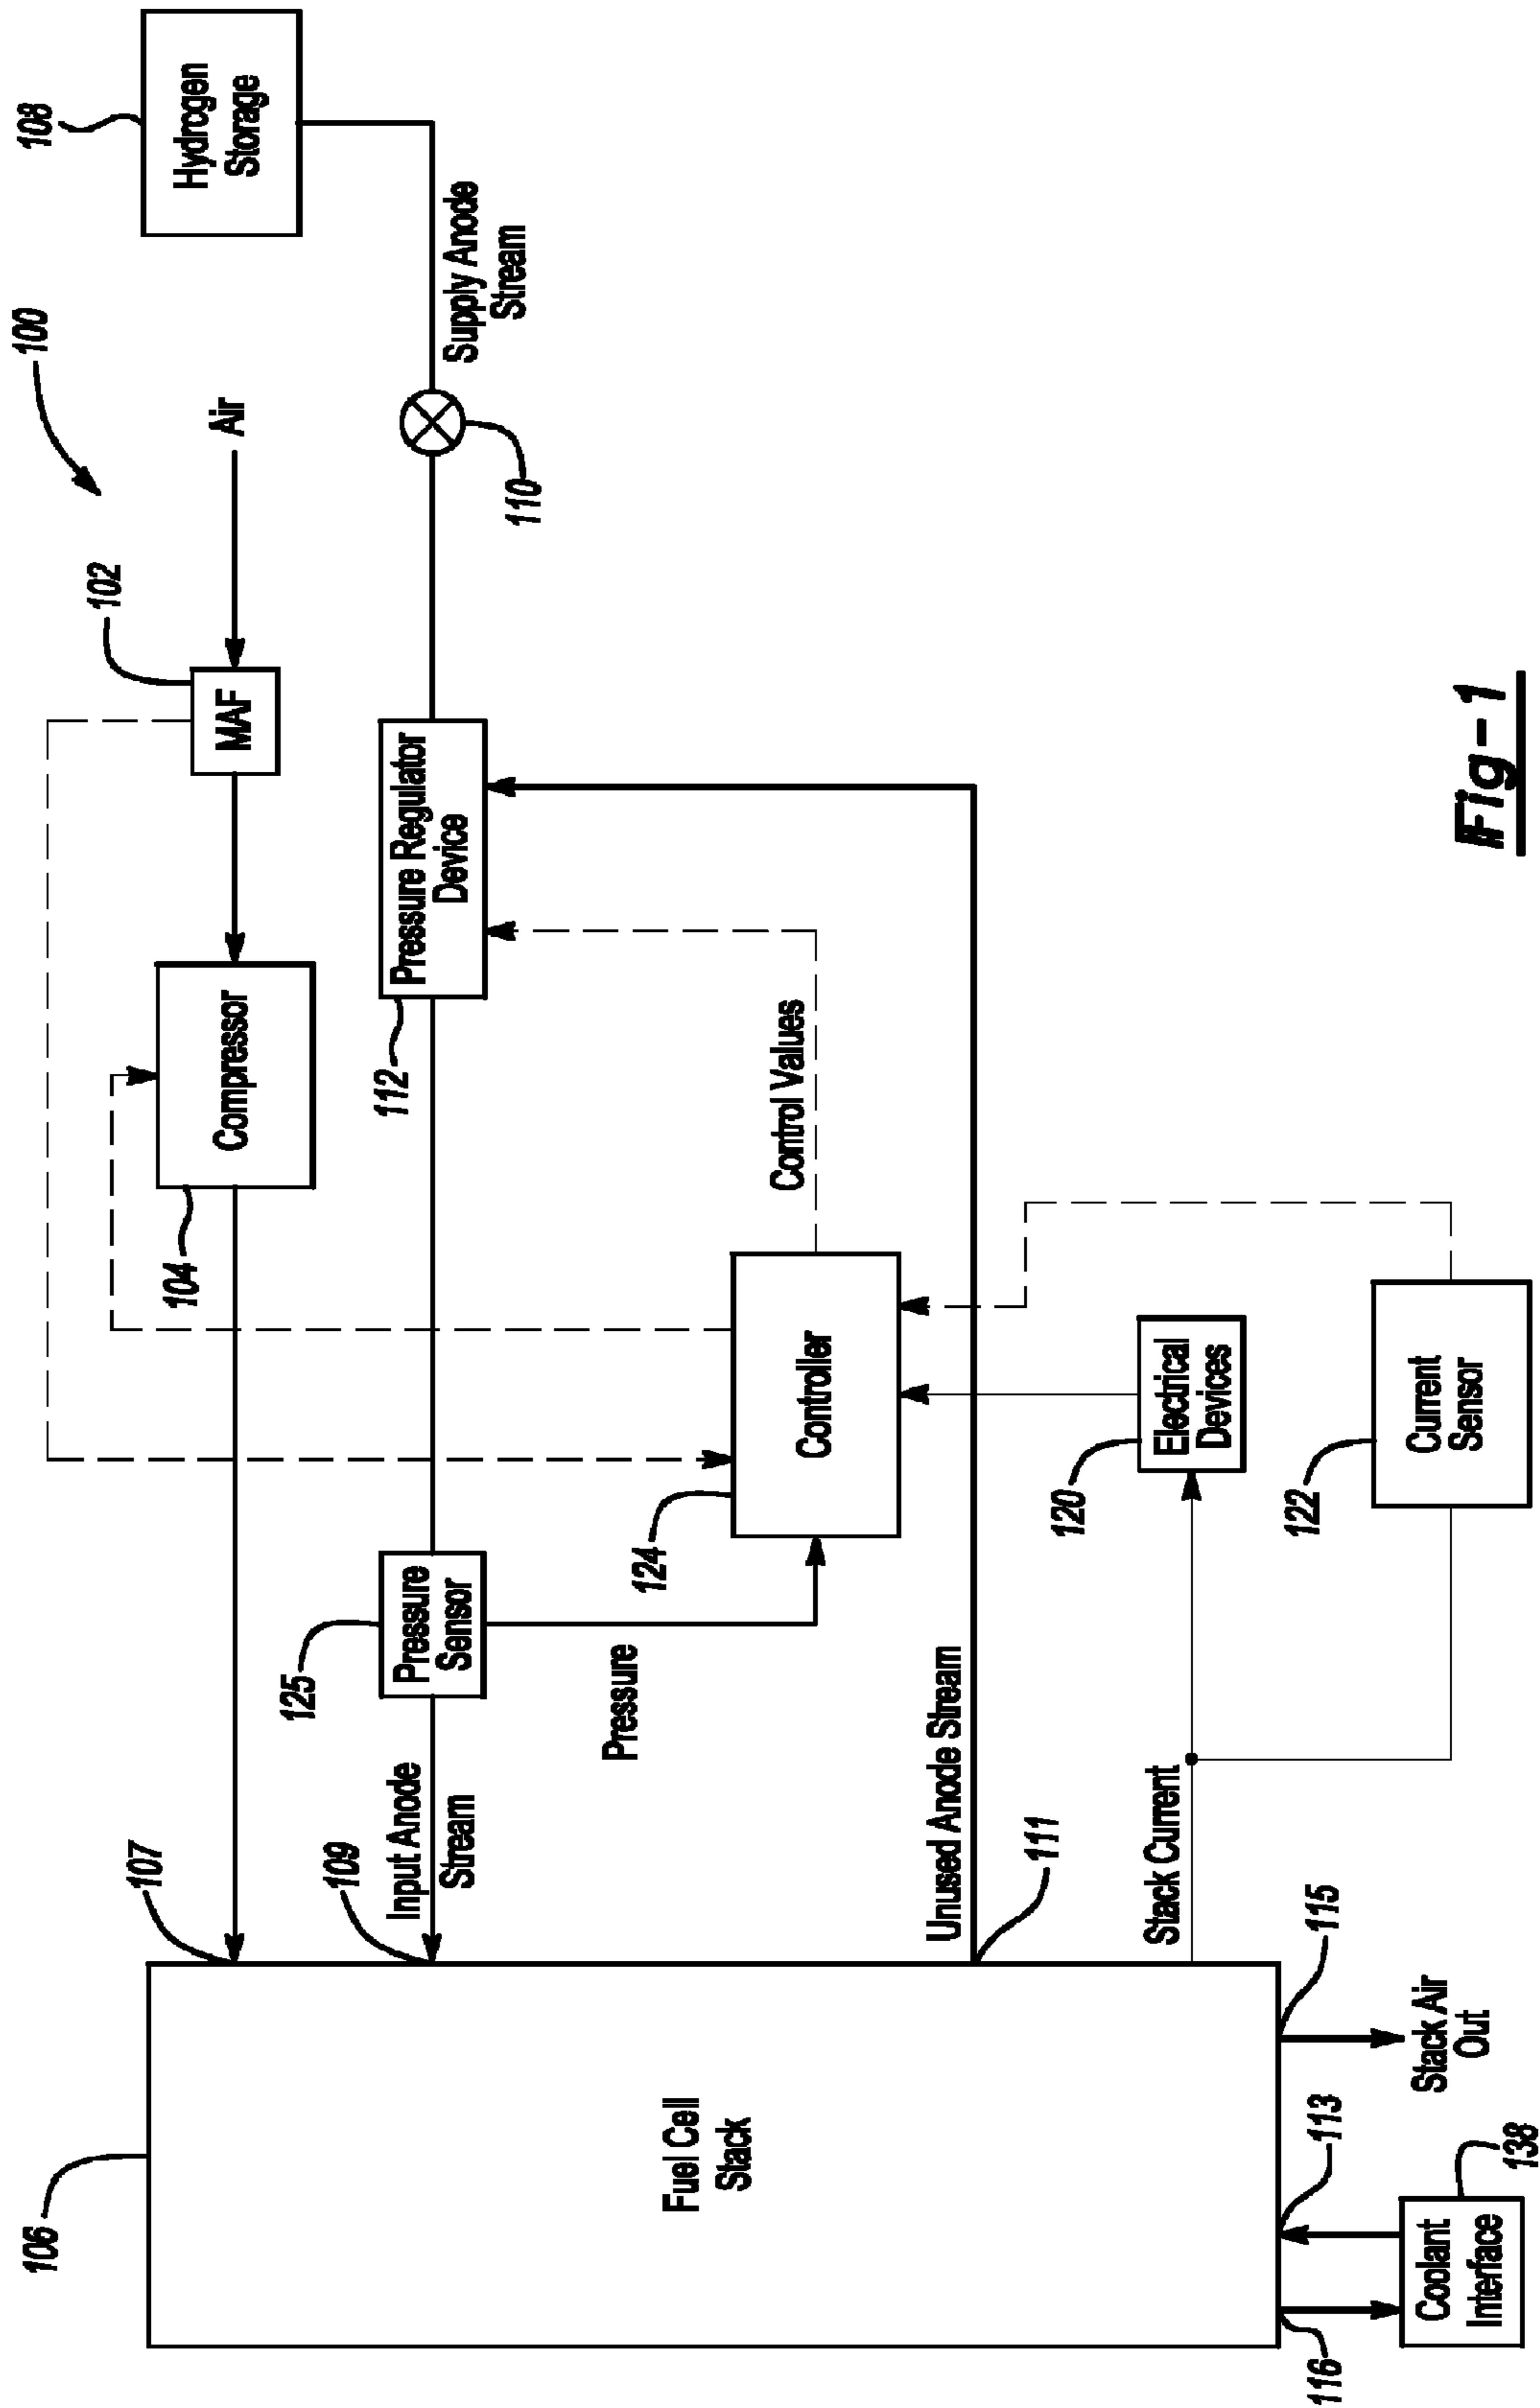 100
108
Hydrogen
Storage
Air
102
MAF
Compressor
104
Supply Anode
Stream
110
Pressure Regulator
Device
112
Control Values
Pressure
Sensor
125
Pressure
Controller
124
107
Input Anode
Stream
109
Unused Anode Stream
111
Electrical
Devices
120
Stack Current
Current
Sensor
122
106
Fuel Cell
Stack
115
Stack Air
Out
113
138
Coolant
Interface
116
Fig-1